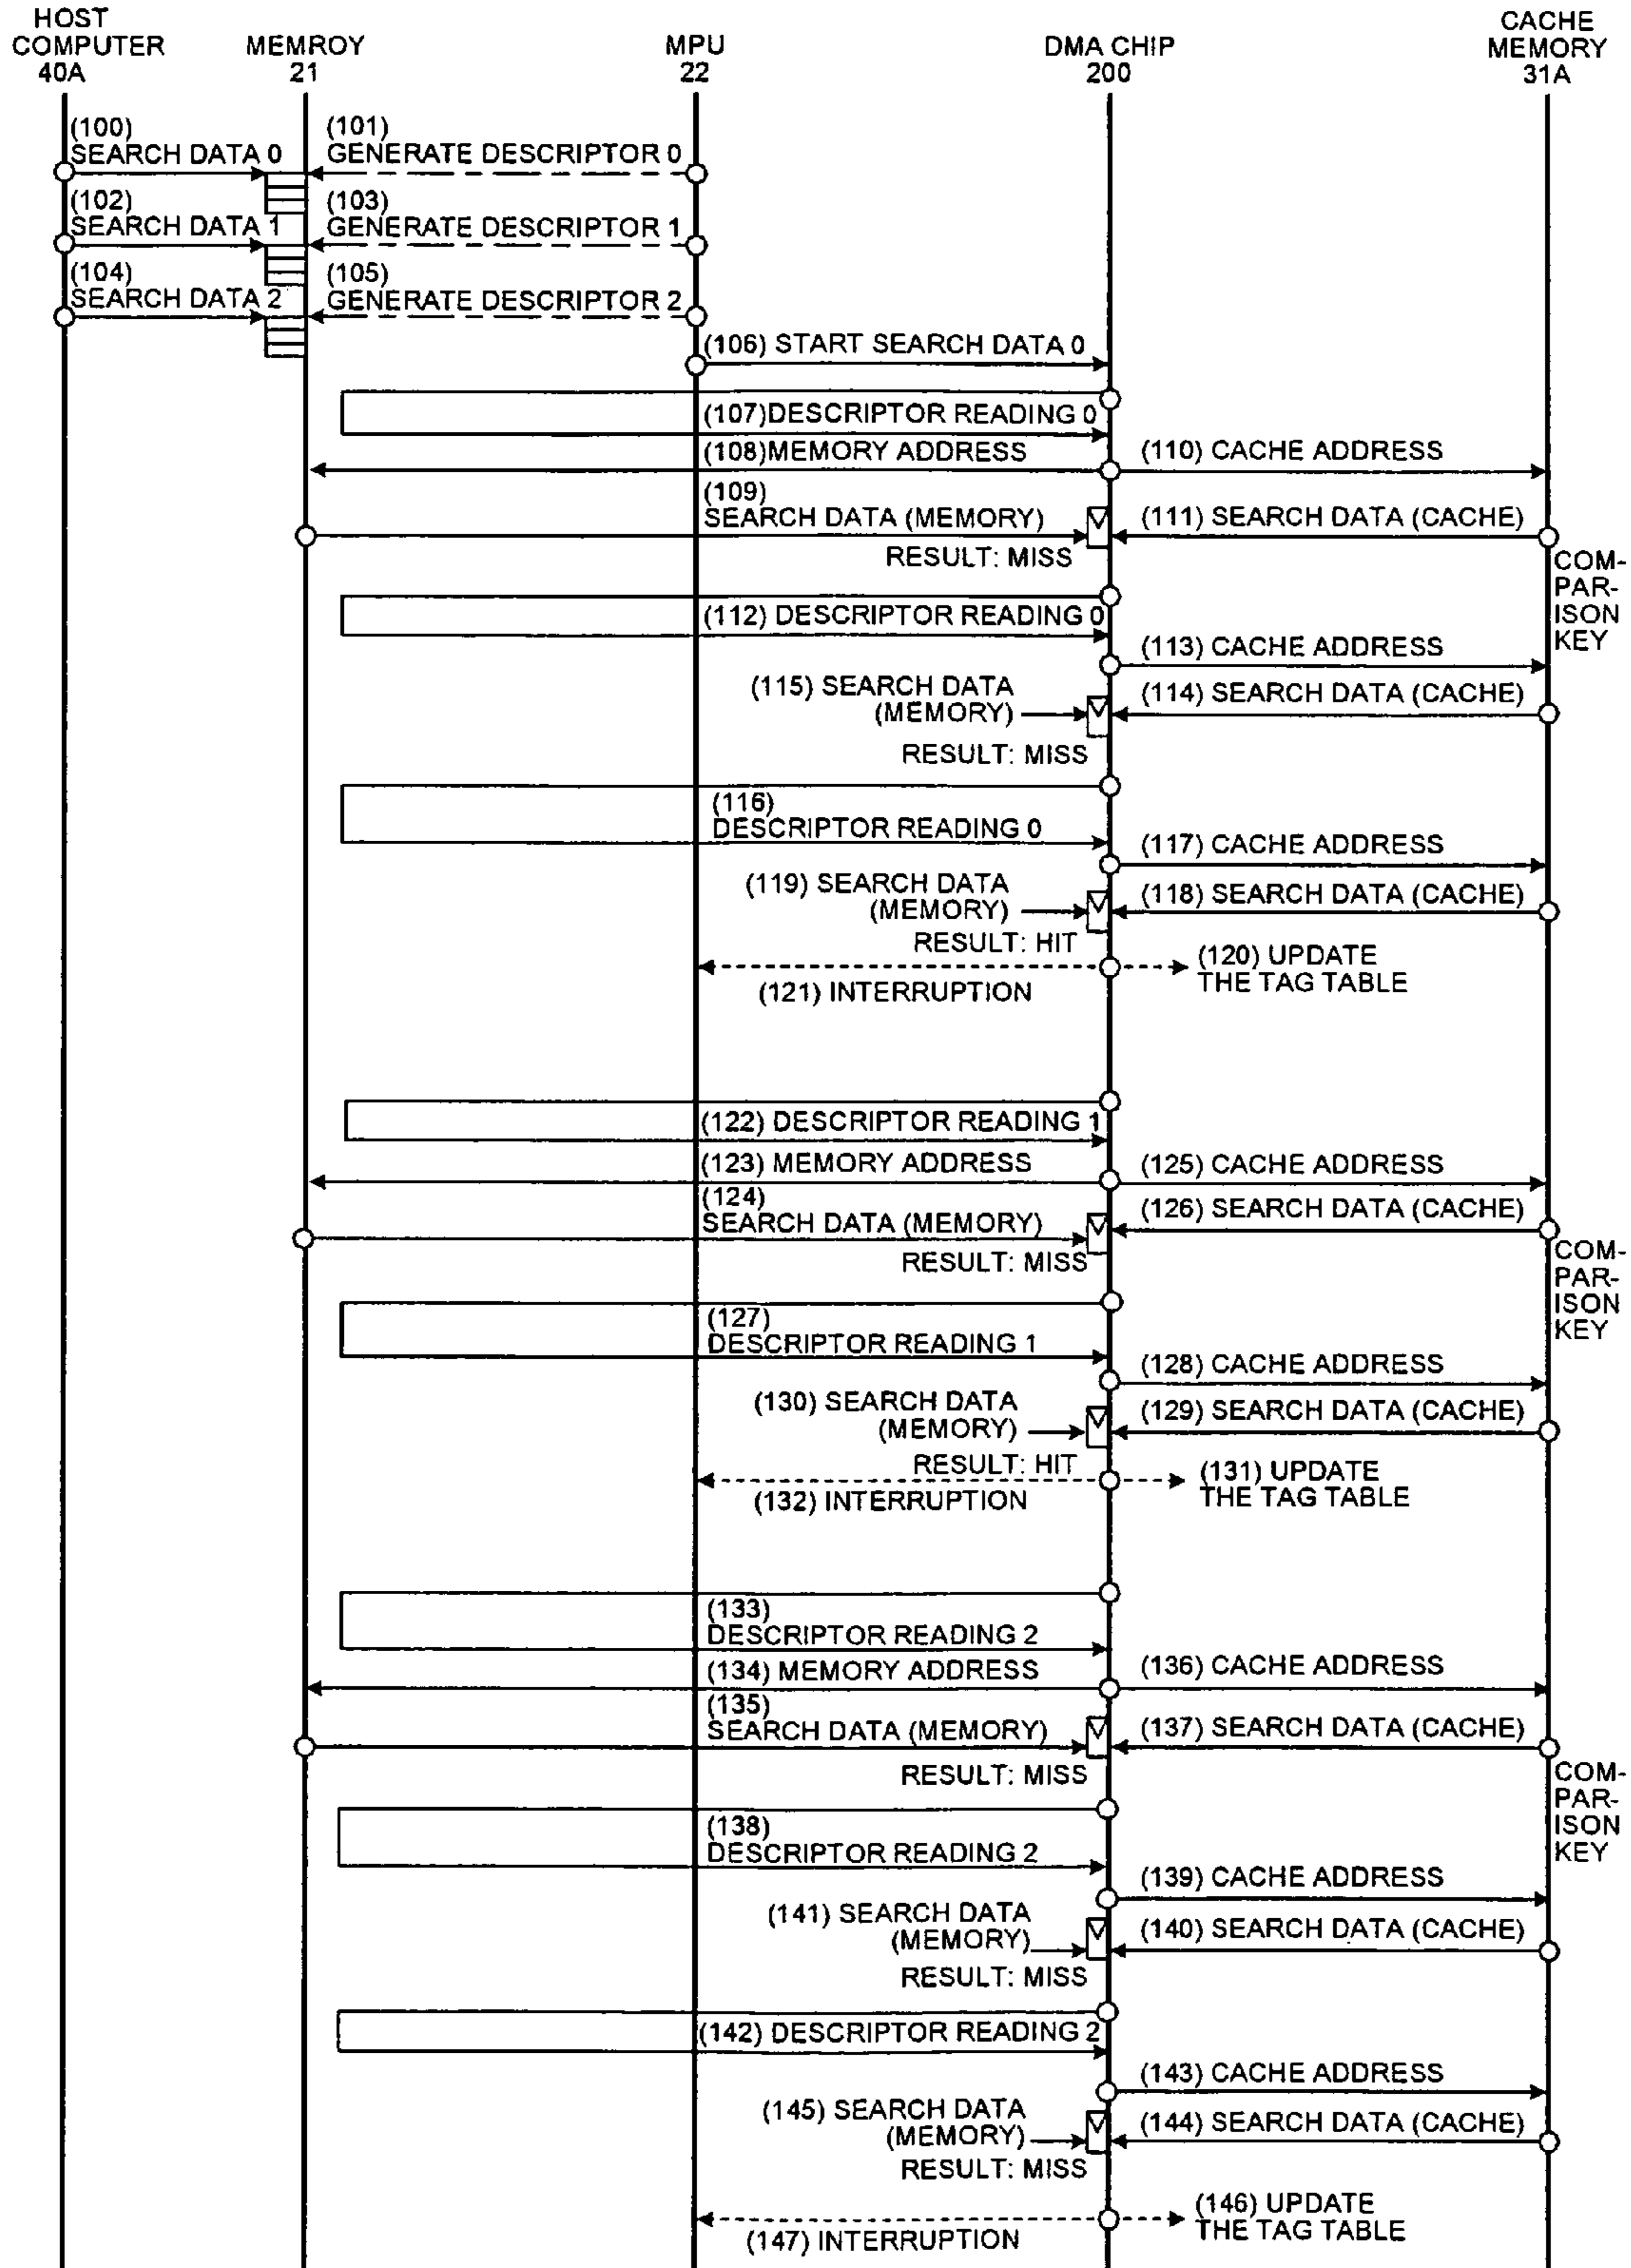 HOST
COMPUTER
40A
MEMROY
21
MPU
22
DMA CHIP
200
CACHE
MEMORY
31A
(100)
SEARCH DATA 0
(101)
GENERATE DESCRIPTOR 0
(102)
SEARCH DATA 1
(103)
GENERATE DESCRIPTOR 1
(104)
SEARCH DATA 2
(105)
GENERATE DESCRIPTOR 2
(106) START SEARCH DATA 0
(107)DESCRIPTOR READING 0
(108)MEMORY ADDRESS
(110) CACHE ADDRESS
(109)
SEARCH DATA (MEMORY)
(111) SEARCH DATA (CACHE)
RESULT: MISS
COM-
PAR-
ISON
KEY
(112) DESCRIPTOR READING 0
(113) CACHE ADDRESS
(115) SEARCH DATA
(MEMORY)
(114) SEARCH DATA (CACHE)
RESULT: MISS
(116)
DESCRIPTOR READING 0
(117) CACHE ADDRESS
(119) SEARCH DATA
(MEMORY)
(118) SEARCH DATA (CACHE)
RESULT: HIT
(120) UPDATE
THE TAG TABLE
(121) INTERRUPTION
(122) DESCRIPTOR READING 1
(123) MEMORY ADDRESS
(125) CACHE ADDRESS
(124)
SEARCH DATA (MEMORY)
(126) SEARCH DATA (CACHE)
RESULT: MISS
COM-
PAR-
ISON
KEY
(127)
DESCRIPTOR READING 1
(128) CACHE ADDRESS
(130) SEARCH DATA
(MEMORY)
(129) SEARCH DATA (CACHE)
RESULT: HIT
(131) UPDATE
THE TAG TABLE
(132) INTERRUPTION
(133)
DESCRIPTOR READING 2
(134) MEMORY ADDRESS
(136) CACHE ADDRESS
(135)
SEARCH DATA (MEMORY)
(137) SEARCH DATA (CACHE)
RESULT: MISS
COM-
PAR-
ISON
KEY
(138)
DESCRIPTOR READING 2
(139) CACHE ADDRESS
(141) SEARCH DATA
(MEMORY)
(140) SEARCH DATA (CACHE)
RESULT: MISS
(142) DESCRIPTOR READING 2
(143) CACHE ADDRESS
(145) SEARCH DATA
(MEMORY)
(144) SEARCH DATA (CACHE)
RESULT: MISS
(146) UPDATE
THE TAG TABLE
(147) INTERRUPTION